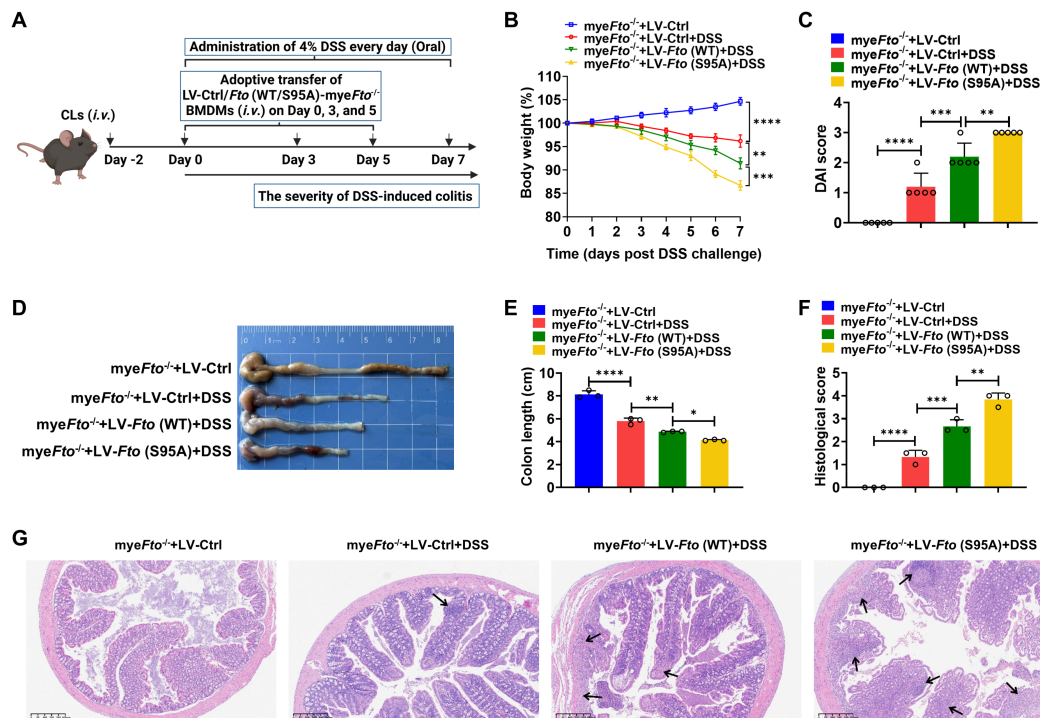 A
Administration of 4% DSS every day (Oral)
Adoptive transfer of
LV-Ctrl/Fto (WT/S95A)-myeFto-/-
BMDMs (i.v.) on Day 0, 3, and 5
CLs (i.v.)
Day -2
Day 0
Day 3
Day 5
Day 7
The severity of DSS-induced colitis
B
myeFto-/-+LV-Ctrl
myeFto-/-+LV-Ctrl+DSS
myeFto-/-+LV-Fto (WT)+DSS
myeFto-/-+LV-Fto (S95A)+DSS
Body weight (%)
110
105
100
95
90
85
80
0 1 2 3 4 5 6 7
Time (days post DSS challenge)
****
**
***
C
myeFto-/-+LV-Ctrl
myeFto-/-+LV-Ctrl+DSS
myeFto-/-+LV-Fto (WT)+DSS
myeFto-/-+LV-Fto (S95A)+DSS
DAI score
4
3
2
1
0
****
***
**
D
0 1cm 2 3 4 5 6 7 8
myeFto-/-+LV-Ctrl
myeFto-/-+LV-Ctrl+DSS
myeFto-/-+LV-Fto (WT)+DSS
myeFto-/-+LV-Fto (S95A)+DSS
E
myeFto-/-+LV-Ctrl
myeFto-/-+LV-Ctrl+DSS
myeFto-/-+LV-Fto (WT)+DSS
myeFto-/-+LV-Fto (S95A)+DSS
Colon length (cm)
10
8
6
4
2
0
****
**
*
F
myeFto-/-+LV-Ctrl
myeFto-/-+LV-Ctrl+DSS
myeFto-/-+LV-Fto (WT)+DSS
myeFto-/-+LV-Fto (S95A)+DSS
Histological score
5
4
3
2
1
0
****
***
**
G
myeFto-/-+LV-Ctrl
myeFto-/-+LV-Ctrl+DSS
myeFto-/-+LV-Fto (WT)+DSS
myeFto-/-+LV-Fto (S95A)+DSS